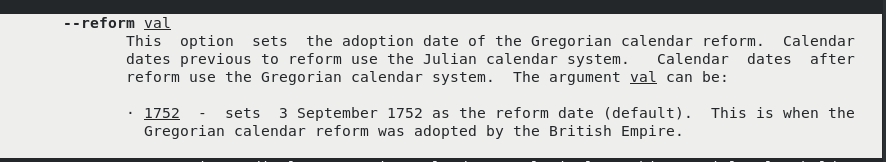 --reform val
This option sets the adoption date of the Gregorian calendar reform. Calendar
dates previous to reform use the Julian calendar system. Calendar dates after
reform use the Gregorian calendar system. The argument val can be:
· 1752 - sets 3 September 1752 as the reform date (default). This is when the
Gregorian calendar reform was adopted by the British Empire.